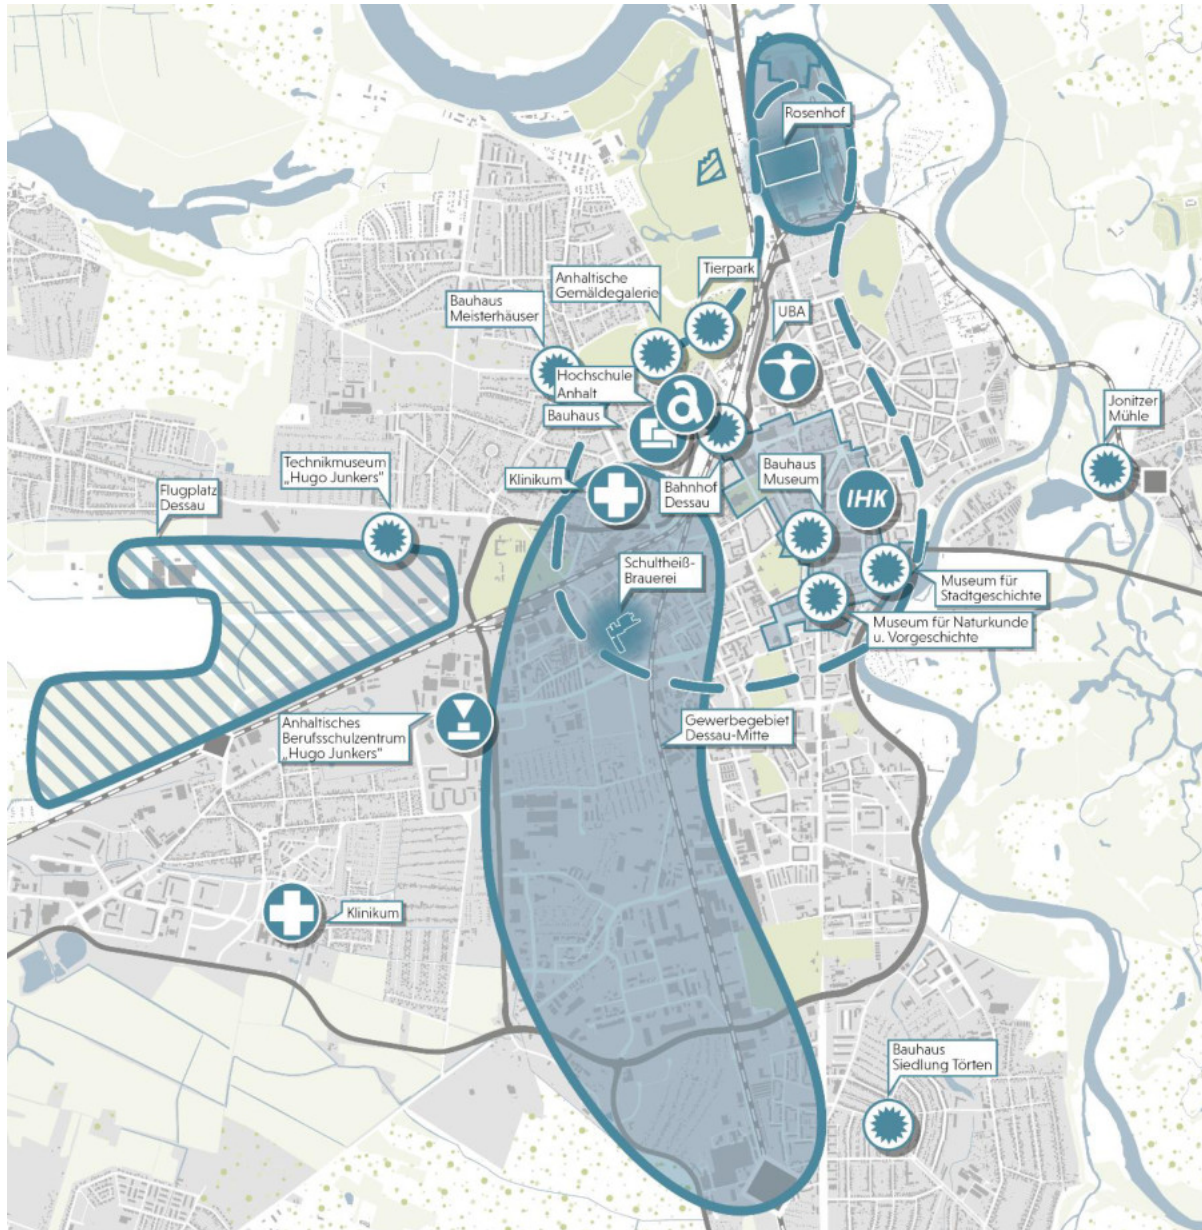 Rosenhof
Anhaltische
Gemäldegalerie
Tierpark
Bauhaus
Meisterhäuser
UBA
Hochschule
Anhalt
a
Bauhaus
Jonitzer
Mühle
Technikmuseum
„Hugo Junkers"
Flugplatz
Dessau
Klinikum
Bahnhof
Dessau
Bauhaus
Museum
IHK
Schultheiß-
Brauerei
Museum für
Stadtgeschichte
Museum für Naturkunde
u. Vorgeschichte
Anhaltisches
Berufsschulzentrum
„Hugo Junkers"
Gewerbegebiet
Dessau-Mitte
Klinikum
Bauhaus
Siedlung Törten